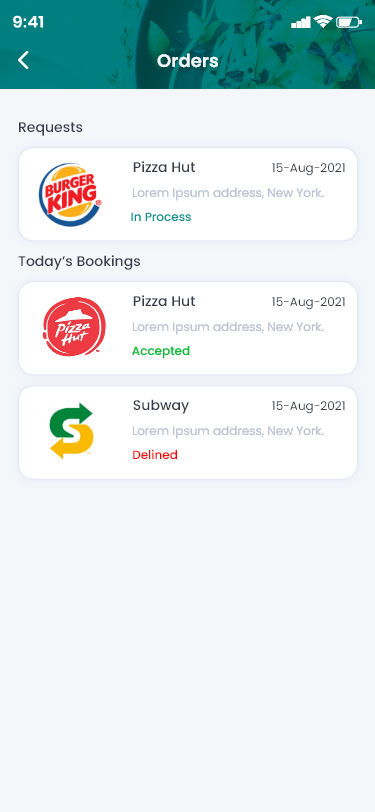 9:41
Orders
Requests
BURGER
KING
Pizza Hut 15-Aug-2021
Lorem Ipsum address, New York.
In Process
Today's Bookings
Pizza
Hut
Pizza Hut 15-Aug-2021
Lorem Ipsum address, New York.
Accepted
Subway 15-Aug-2021
Lorem Ipsum address, New York.
Delined